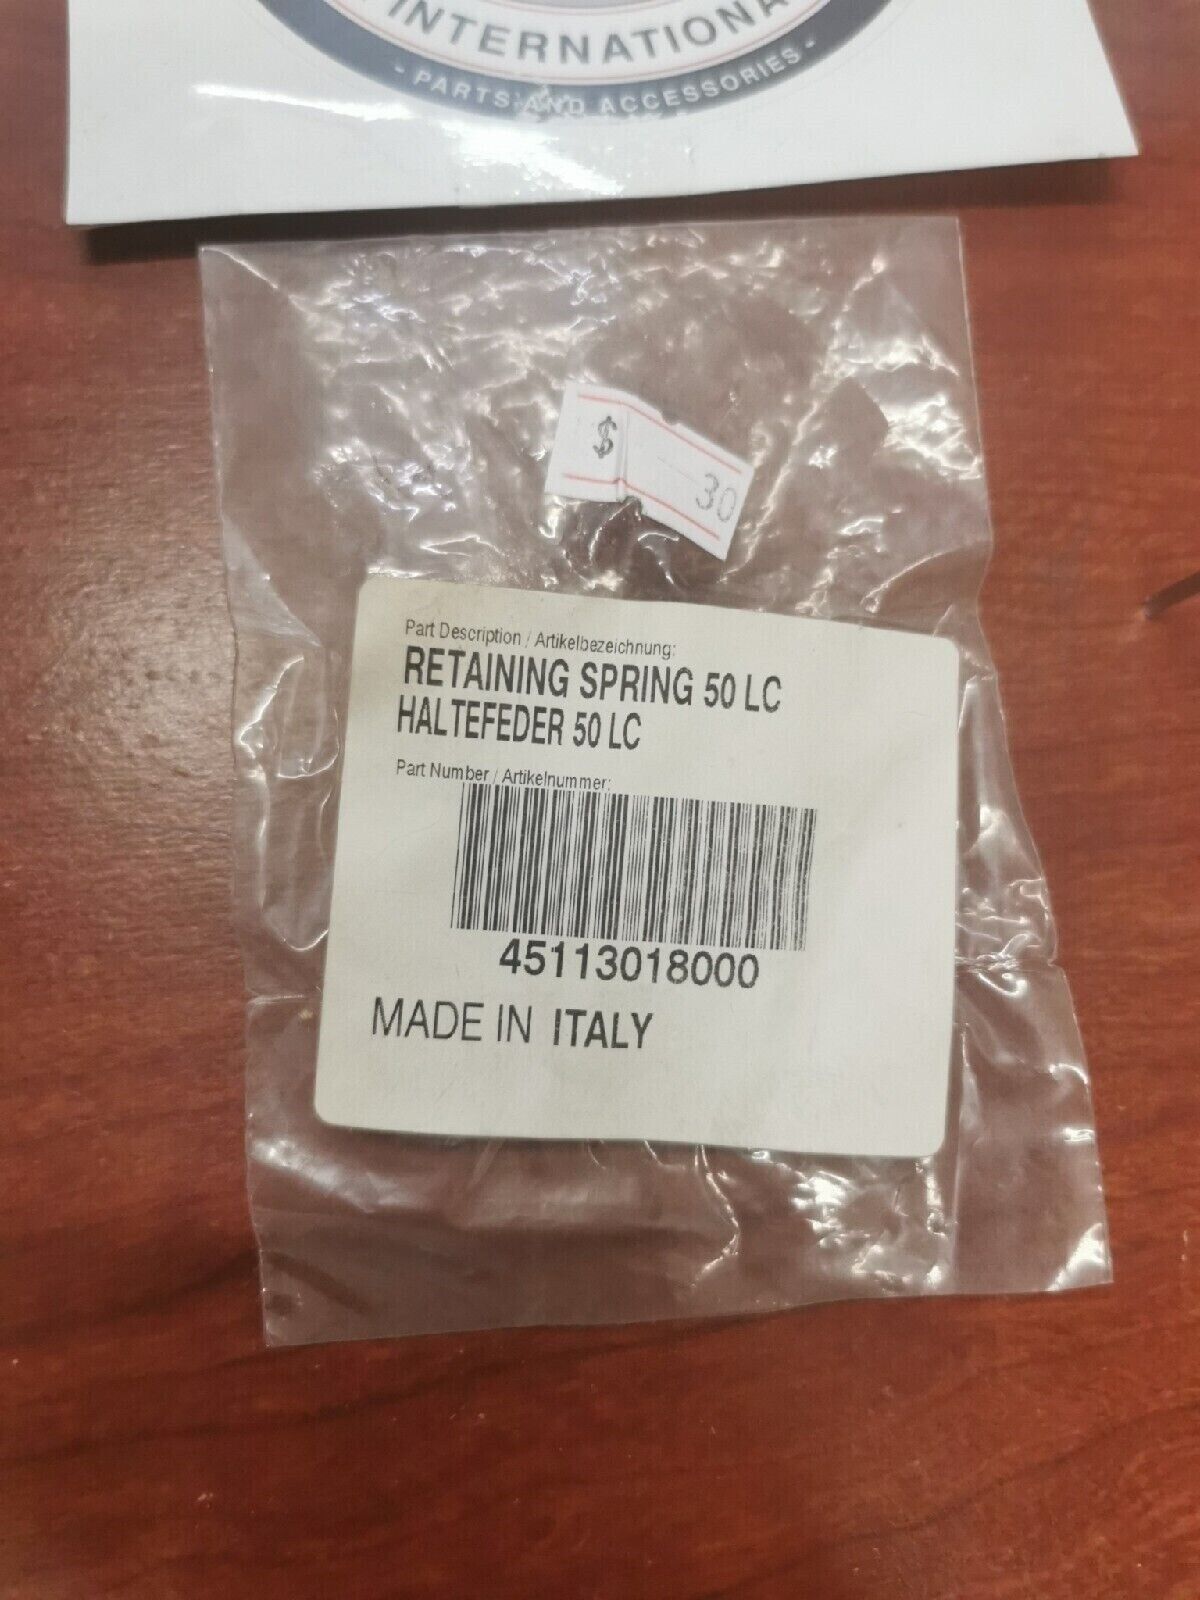 INTERNATIONA
- PARTS AND ACCESSORIES -
$ 30
Part Description / Artikelbezeichnung:
RETAINING SPRING 50 LC
HALTEFEDER 50 LC
Part Number / Artikelnummer:
45113018000
MADE IN ITALY